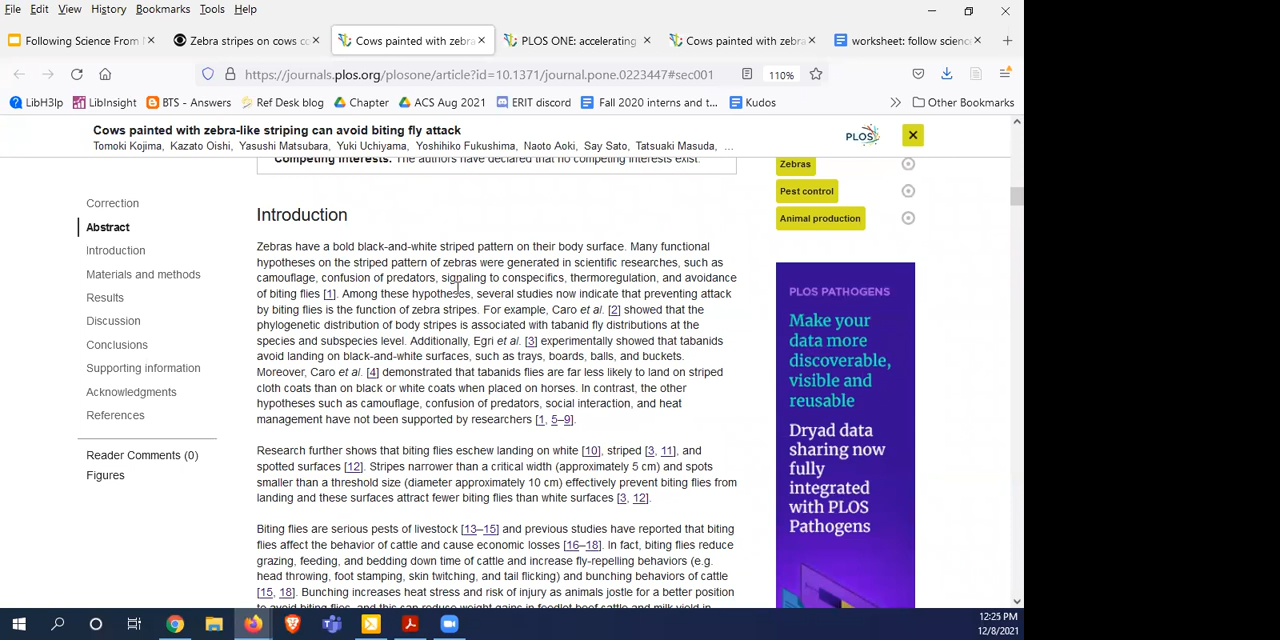 File Edit View History Bookmarks Tools Help
Following Science From
Zebra stripes on cows c
Cows painted with zebra
PLOS ONE: accelerating
Cows painted with zebra
worksheet: follow scienc
https://journals.plos.org/plosone/article?id=10.1371/journal.pone.0223447#sec001
110%
LibH3lp LibInsight BTS - Answers Ref Desk blog Chapter ACS Aug 2021 ERIT discord Fall 2020 interns and t... Kudos Other Bookmarks
Cows painted with zebra-like striping can avoid biting fly attack
Tomoki Kojima, Kazato Oishi, Yasushi Matsubara, Yuki Uchiyama, Yoshihiko Fukushima, Naoto Aoki, Say Sato, Tatsuaki Masuda, ...
PLOS
Correction
Abstract
Introduction
Materials and methods
Results
Discussion
Conclusions
Supporting information
Acknowledgments
References
Reader Comments (0)
Figures
Competing Interests: The authors have declared that no competing interests exist.
Introduction
Zebras have a bold black-and-white striped pattern on their body surface. Many functional
hypotheses on the striped pattern of zebras were generated in scientific researches, such as
camouflage, confusion of predators, signaling to conspecifics, thermoregulation, and avoidance
of biting flies [1]. Among these hypotheses, several studies now indicate that preventing attack
by biting flies is the function of zebra stripes. For example, Caro et al. [2] showed that the
phylogenetic distribution of body stripes is associated with tabanid fly distributions at the
species and subspecies level. Additionally, Egri et al. [3] experimentally showed that tabanids
avoid landing on black-and-white surfaces, such as trays, boards, balls, and buckets.
Moreover, Caro et al. [4] demonstrated that tabanids flies are far less likely to land on striped
cloth coats than on black or white coats when placed on horses. In contrast, the other
hypotheses such as camouflage, confusion of predators, social interaction, and heat
management have not been supported by researchers [1, 5–9].
Research further shows that biting flies eschew landing on white [10], striped [3, 11], and
spotted surfaces [12]. Stripes narrower than a critical width (approximately 5 cm) and spots
smaller than a threshold size (diameter approximately 10 cm) effectively prevent biting flies from
landing and these surfaces attract fewer biting flies than white surfaces [3, 12].
Biting flies are serious pests of livestock [13–15] and previous studies have reported that biting
flies affect the behavior of cattle and cause economic losses [16–18]. In fact, biting flies reduce
grazing, feeding, and bedding down time of cattle and increase fly-repelling behaviors (e.g.
head throwing, foot stamping, skin twitching, and tail flicking) and bunching behaviors of cattle
[15, 18]. Bunching increases heat stress and risk of injury as animals jostle for a better position
to avoid biting flies, and this can reduce weight gains in feedlot beef cattle and milk yield in
Zebras
Pest control
Animal production
PLOS PATHOGENS
Make your
data more
discoverable,
visible and
reusable
Dryad data
sharing now
fully
integrated
with PLOS
Pathogens
12:25 PM
12/8/2021